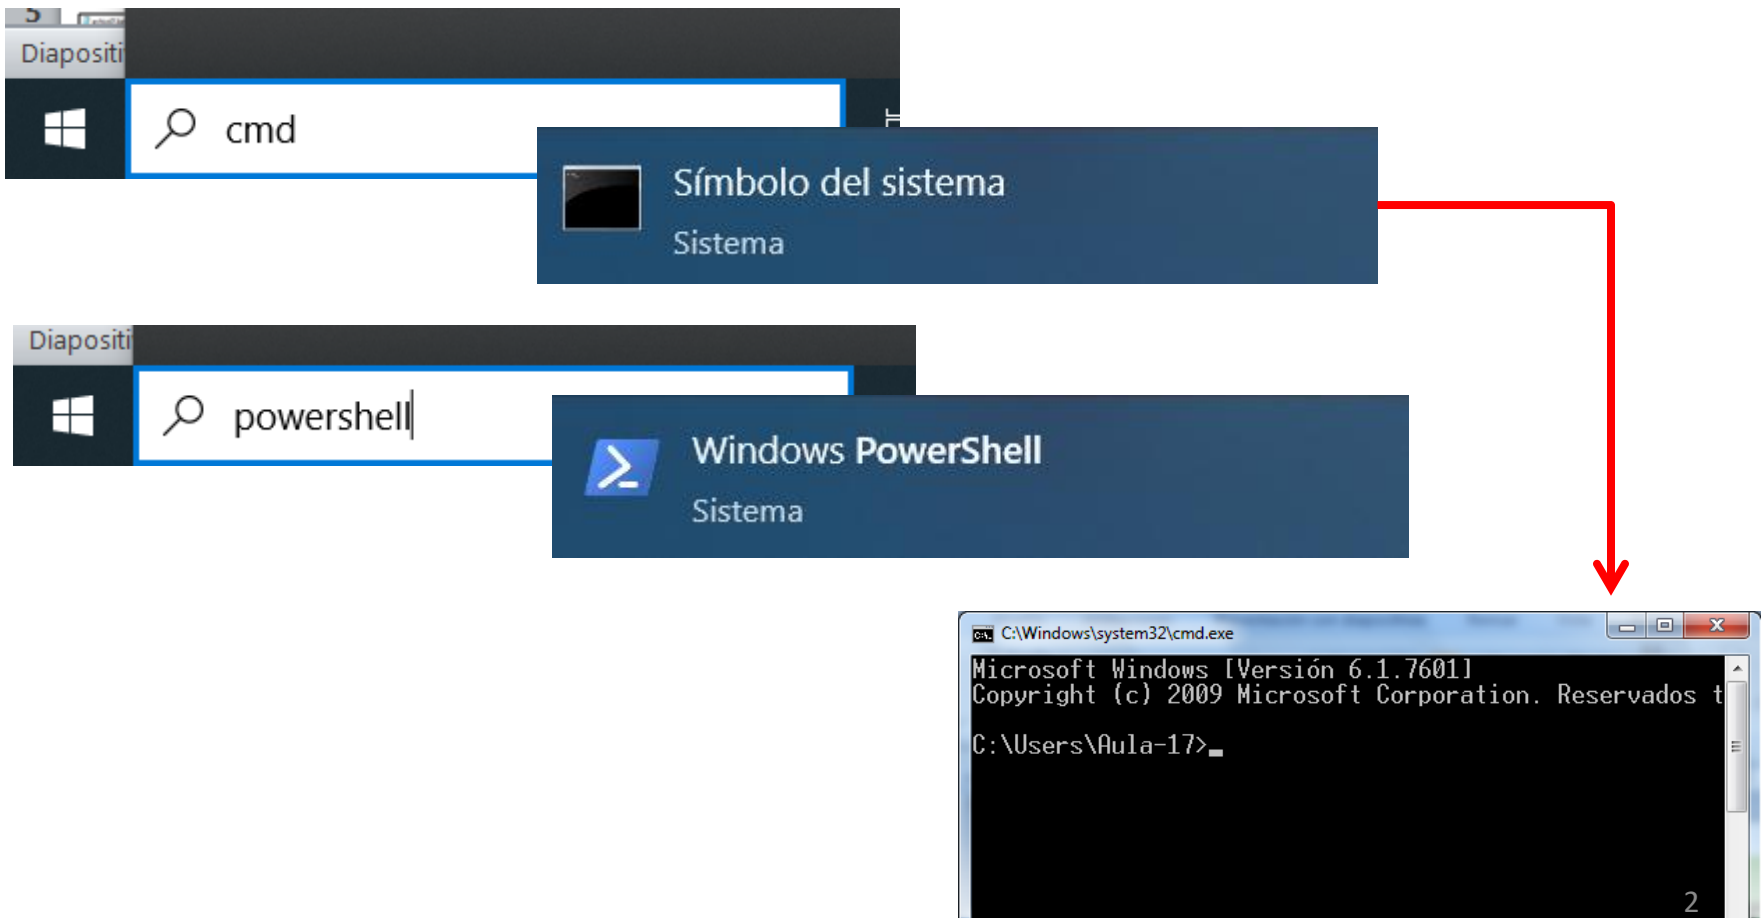 5
Diapositi
cmd
Símbolo del sistema
Sistema
Diapositi
powershell
Windows PowerShell
Sistema
C:\Windows\system32\cmd.exe
Microsoft Windows [Versión 6.1.7601]
Copyright (c) 2009 Microsoft Corporation. Reservados t
C:\Users\Aula-17>_
2